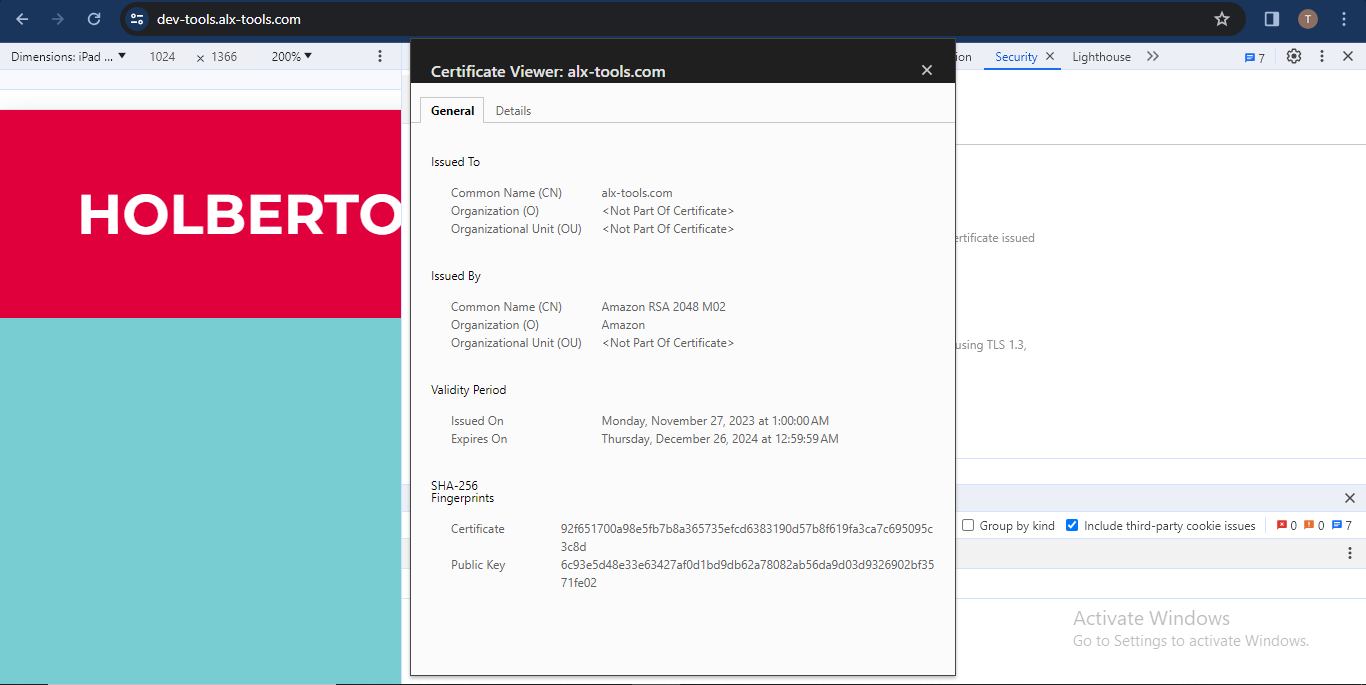 dev-tools.alx-tools.com
T
Dimensions: iPad ... 1024 × 1366 200%
ion Security Lighthouse 7
Certificate Viewer: alx-tools.com
General Details
HOLBERTO
Issued To
Common Name (CN) alx-tools.com
Organization (O) <Not Part Of Certificate>
Organizational Unit (OU) <Not Part Of Certificate>
ertificate issued
Issued By
Common Name (CN) Amazon RSA 2048 M02
Organization (O) Amazon
Organizational Unit (OU) <Not Part Of Certificate>
using TLS 1.3,
Validity Period
Issued On Monday, November 27, 2023 at 1:00:00 AM
Expires On Thursday, December 26, 2024 at 12:59:59 AM
SHA-256
Fingerprints
Certificate 92f651700a98e5fb7b8a365735efcd6383190d57b8f619fa3ca7c695095c
3c8d
Public Key 6c93e5d48e33e63427af0d1bd9db62a78082ab56da9d03d9326902bf35
71fe02
Group by kind Include third-party cookie issues 0 0 7
Activate Windows
Go to Settings to activate Windows.